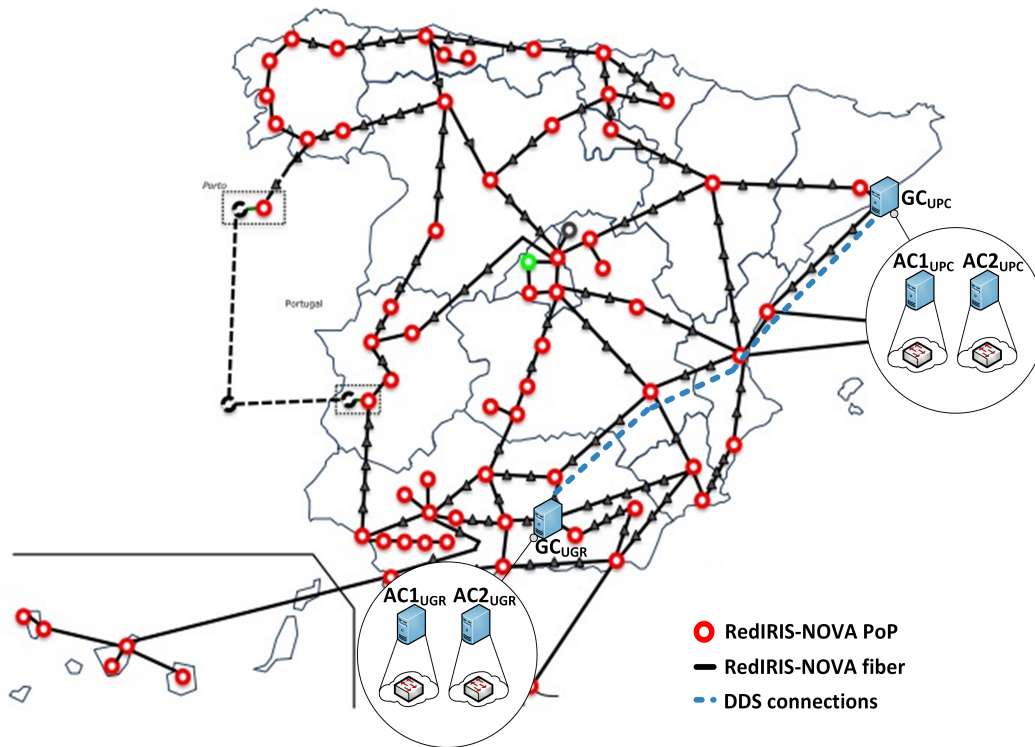 Porto
GCUPC
AC1UPC AC2UPC
Portugal
GCUGR
AC1UGR AC2UGR
RedIRIS-NOVA PoP
RedIRIS-NOVA fiber
DDS connections